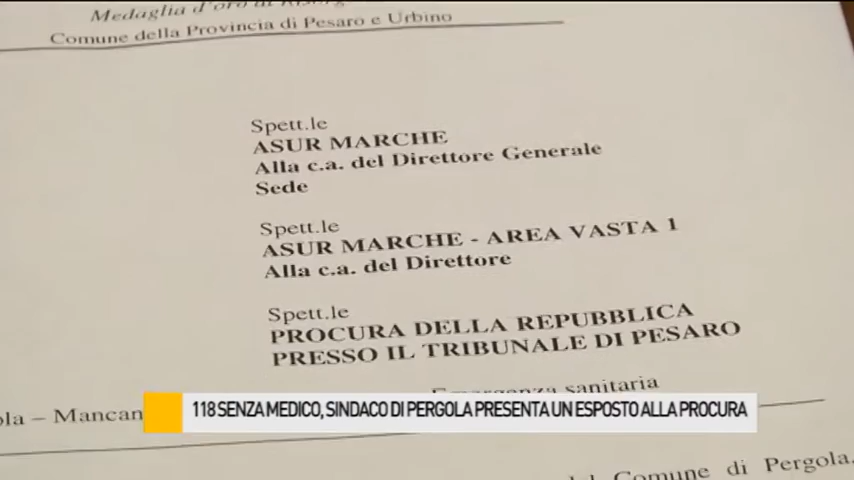 Medaglia d'oro
Comune della Provincia di Pesaro e Urbino
Spett.le
ASUR MARCHE
Alla c.a. del Direttore Generale
Sede
Spett.le
ASUR MARCHE - AREA VASTA 1
Alla c.a. del Direttore
Spett.le
PROCURA DELLA REPUBBLICA
PRESSO IL TRIBUNALE DI PESARO
Emergenza sanitaria
ola – Mancan
118 SENZA MEDICO, SINDACO DI PERGOLA PRESENTA UN ESPOSTO ALLA PROCURA
del Comune di Pergola,